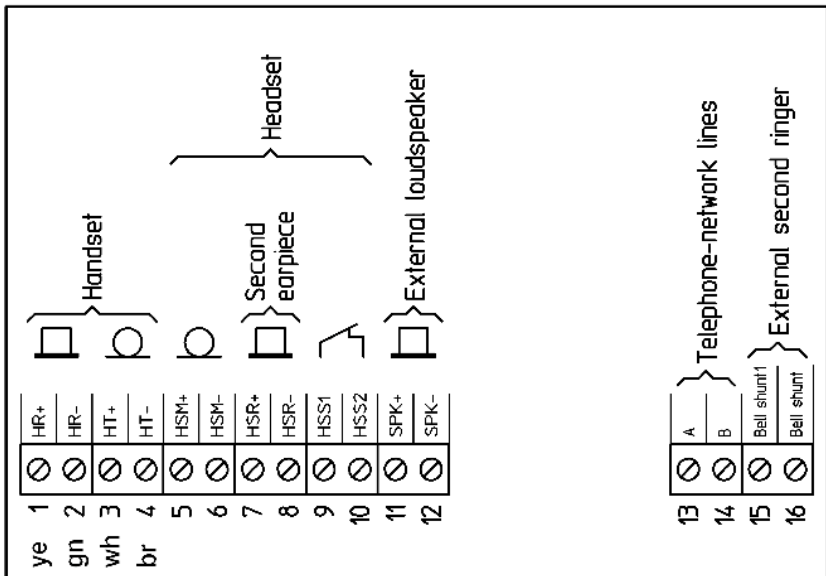 ye 1 HR+
gn 2 HR-
wh 3 HT+
br 4 HT-
Handset
5 HSM+
6 HSM-
7 HSR+
8 HSR-
Second
earpiece
9 HSS1
10 HSS2
Headset
11 SPK+
12 SPK-
External loudspeaker
13 A
14 B
Telephone-network lines
15 Bell shunt1
16 Bell shunt
External second ringer